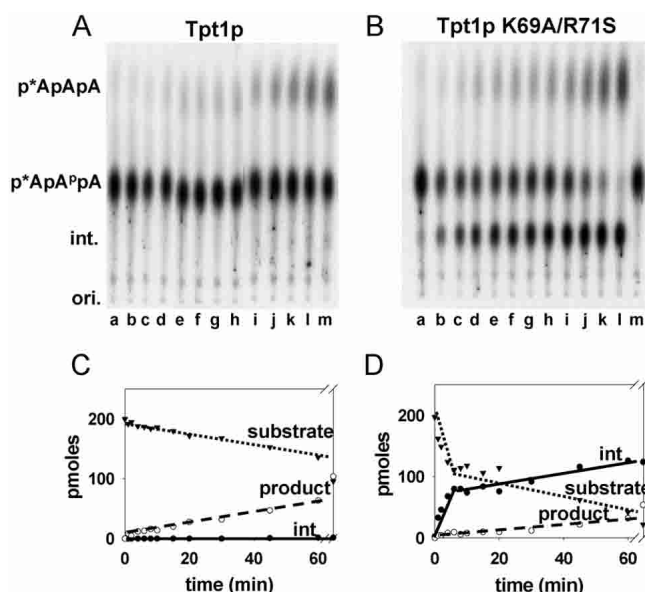 A
Tpt1p
B
Tpt1p K69A/R71S
p*ApApA
p*ApAᵖpA
int.
ori.
a b c d e f g h i j k l m
a b c d e f g h i j k l m
C
200
100
0
pmoles
substrate
product
int
0 20 40 60
time (min)
D
200
100
0
pmoles
int
substrate
product
0 20 40 60
time (min)